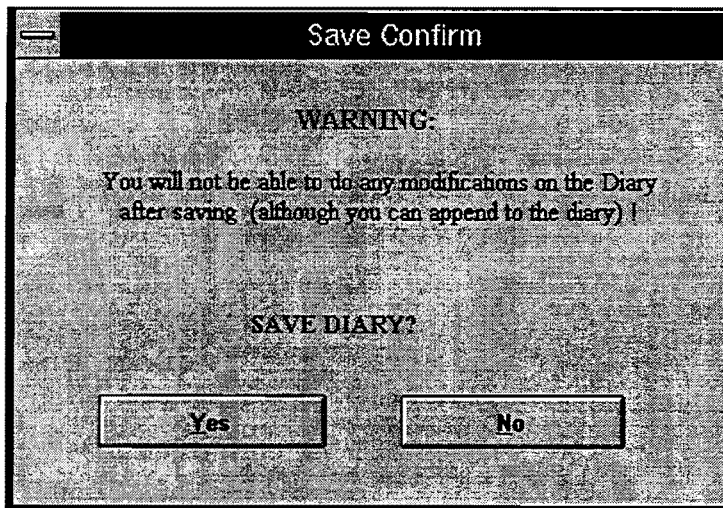 Save Confirm
WARNING:
You will not be able to do any modifications on the Diary
after saving (although you can append to the diary) !
SAVE DIARY?
Yes
No